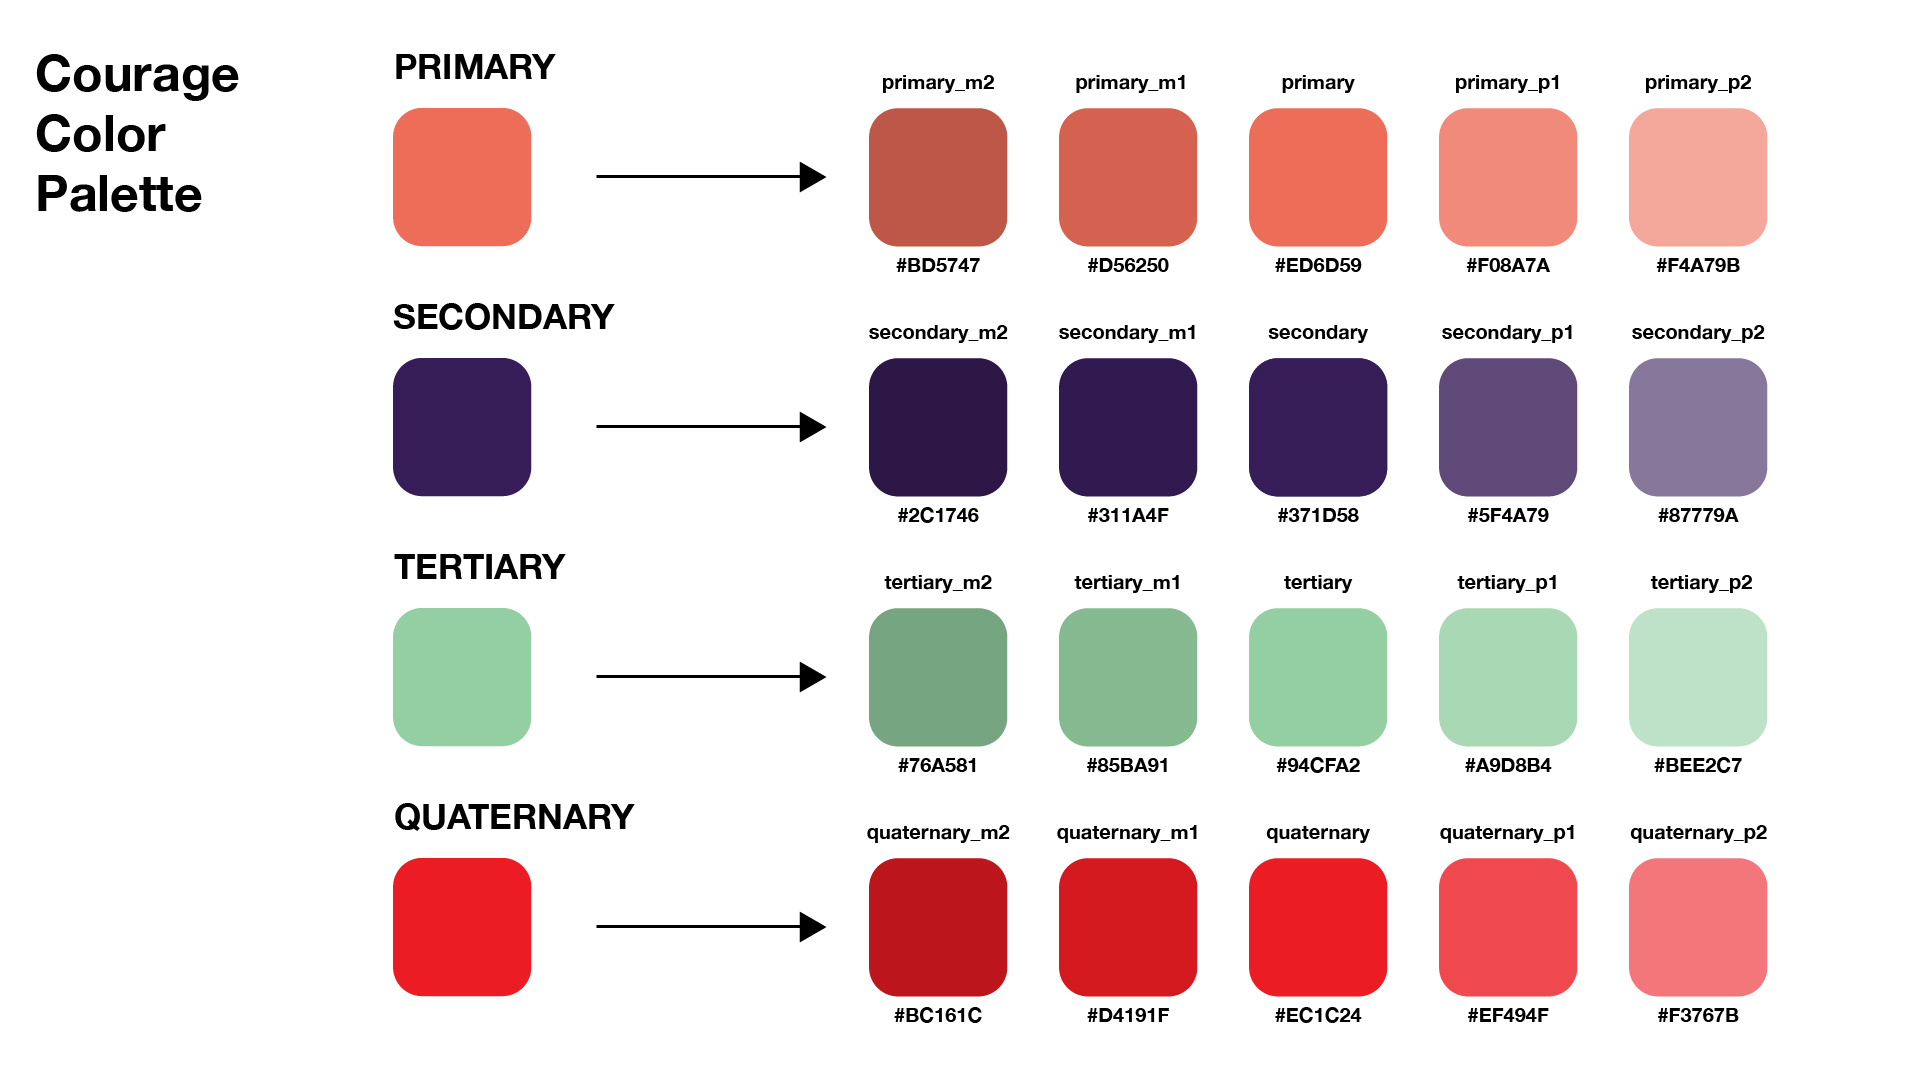 Courage
Color
Palette
PRIMARY
primary_m2 primary_m1 primary primary_p1 primary_p2
#BD5747 #D56250 #ED6D59 #F08A7A #F4A79B
SECONDARY
secondary_m2 secondary_m1 secondary secondary_p1 secondary_p2
#2C1746 #311A4F #371D58 #5F4A79 #87779A
TERTIARY
tertiary_m2 tertiary_m1 tertiary tertiary_p1 tertiary_p2
#76A581 #85BA91 #94CFA2 #A9D8B4 #BEE2C7
QUATERNARY
quaternary_m2 quaternary_m1 quaternary quaternary_p1 quaternary_p2
#BC161C #D4191F #EC1C24 #EF494F #F3767B